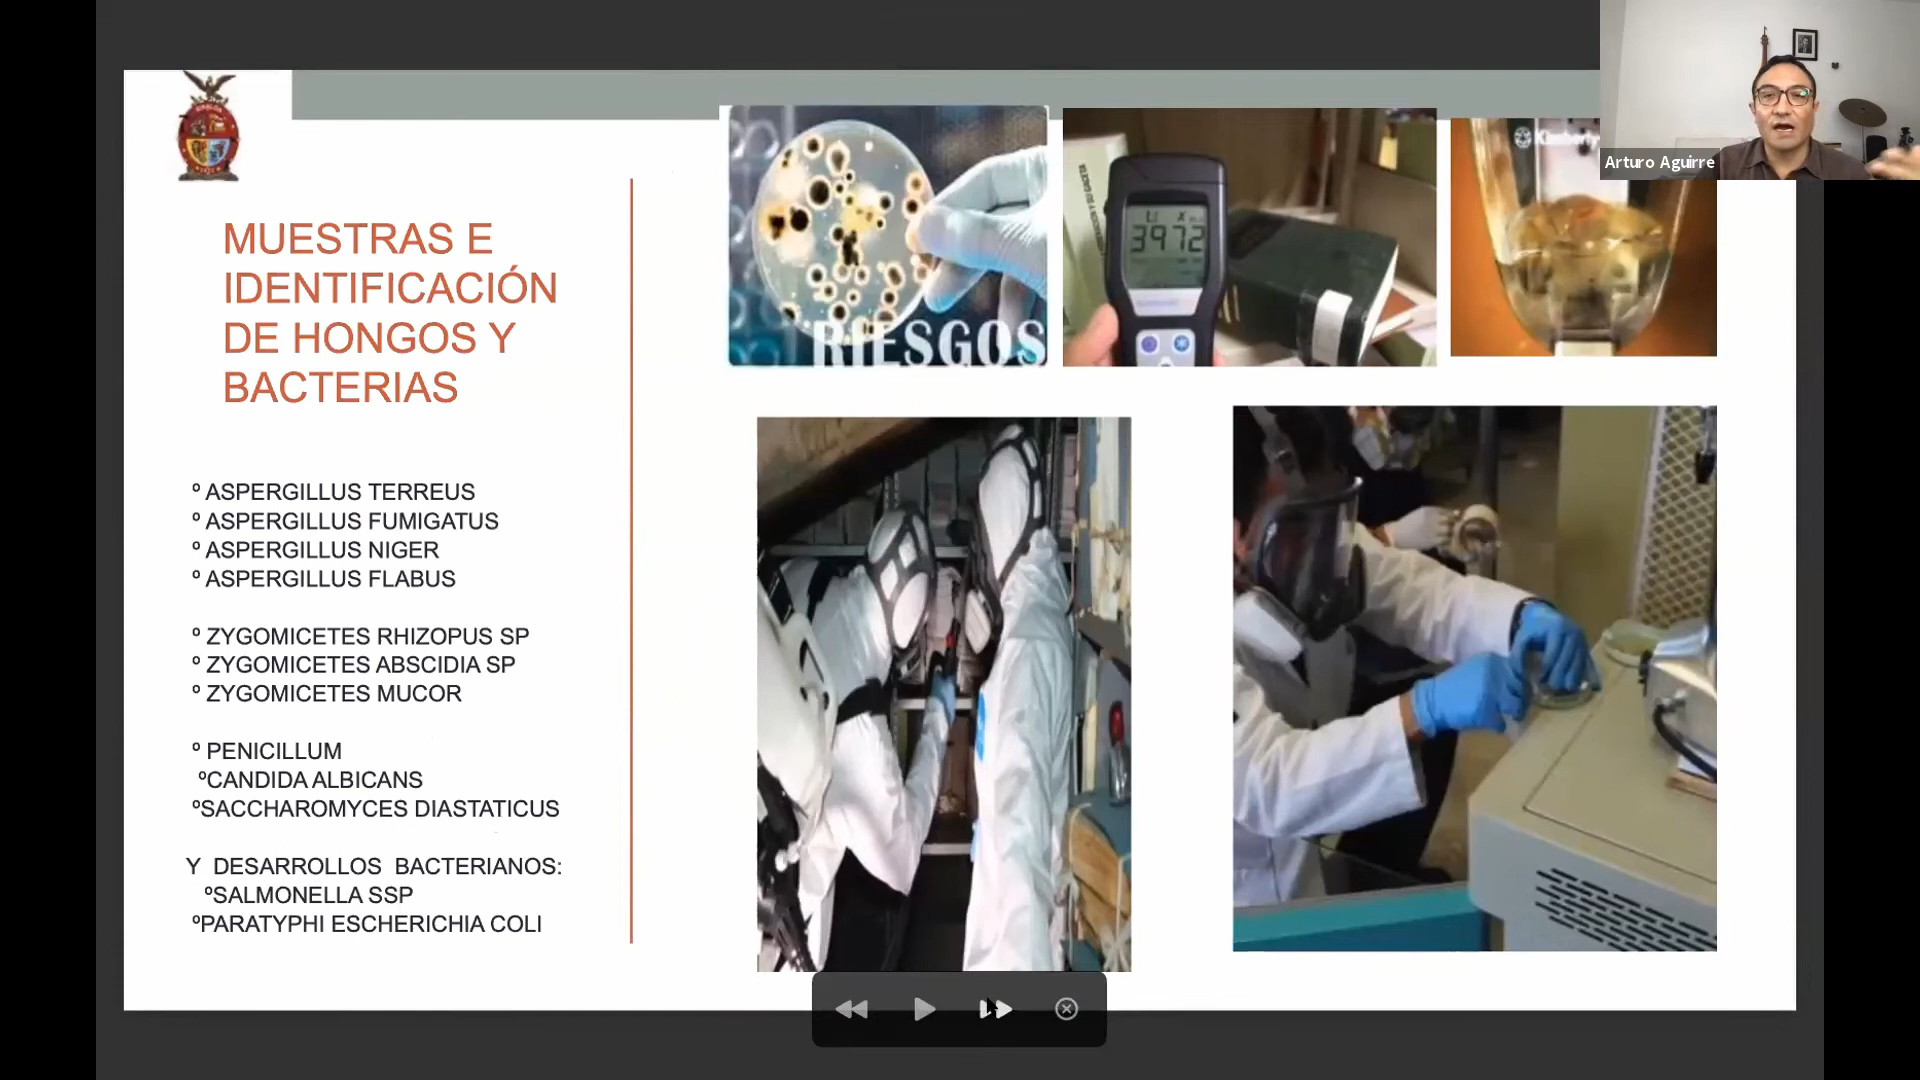 MUESTRAS E
IDENTIFICACIÓN
DE HONGOS Y
BACTERIAS
º ASPERGILLUS TERREUS
º ASPERGILLUS FUMIGATUS
º ASPERGILLUS NIGER
º ASPERGILLUS FLABUS
º ZYGOMICETES RHIZOPUS SP
º ZYGOMICETES ABSCIDIA SP
º ZYGOMICETES MUCOR
º PENICILLUM
ºCANDIDA ALBICANS
ºSACCHAROMYCES DIASTATICUS
Y DESARROLLOS BACTERIANOS:
ºSALMONELLA SSP
ºPARATYPHI ESCHERICHIA COLI
RIESGOS
3972
Kimberly
Arturo Aguirre